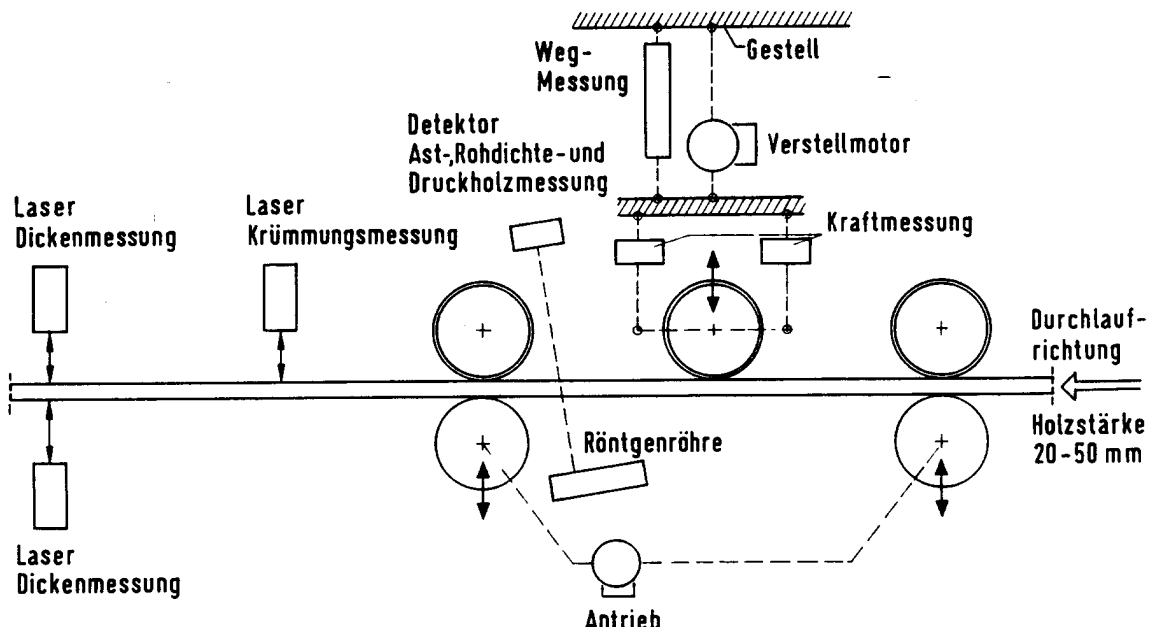 Gestell
Weg-
Messung
Detektor
Ast-,Rohdichte-und
Druckholzmessung
Verstellmotor
Laser
Dickenmessung
Laser
Krümmungsmessung
Kraftmessung
Durchlauf-
richtung
Holzstärke
20-50 mm
Röntgenröhre
Laser
Dickenmessung
Antrieb